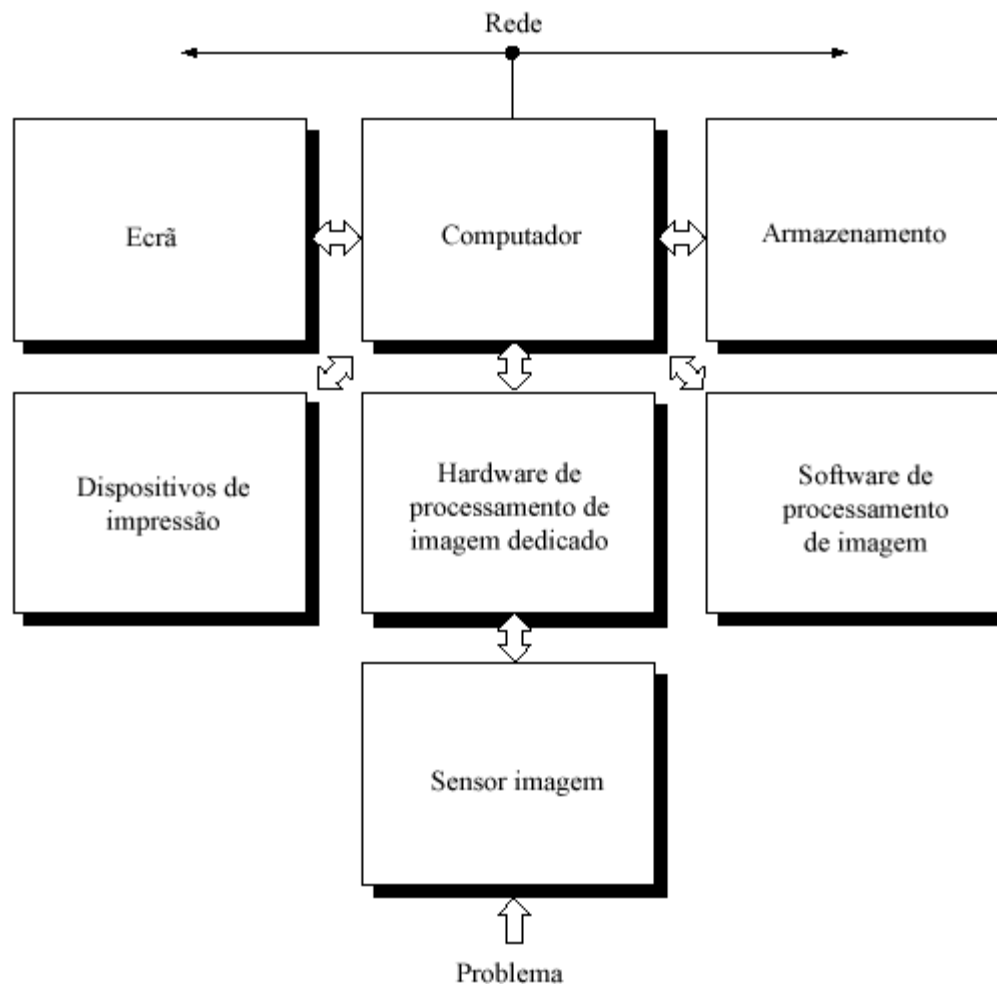 Rede
Ecrã
Computador
Armazenamento
Dispositivos de
impressão
Hardware de
processamento de
imagem dedicado
Software de
processamento
de imagem
Sensor imagem
Problema